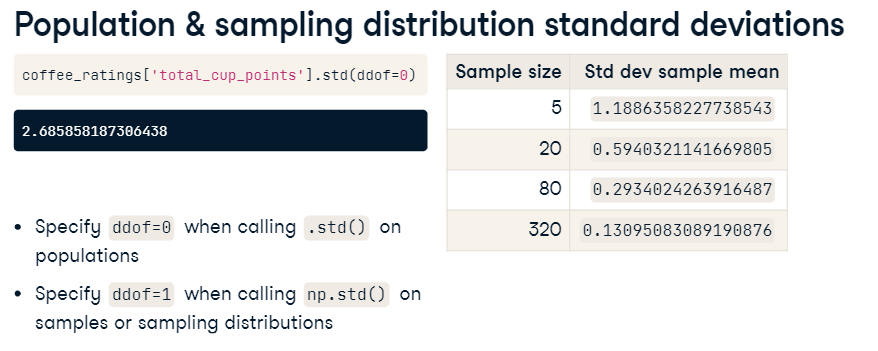 Population & sampling distribution standard deviations
coffee_ratings['total_cup_points'].std(ddof=0)
2.685858187306438
• Specify ddof=0 when calling .std() on
populations
• Specify ddof=1 when calling np.std() on
samples or sampling distributions
Sample size Std dev sample mean
5 1.1886358227738543
20 0.5940321141669805
80 0.2934024263916487
320 0.13095083089190876